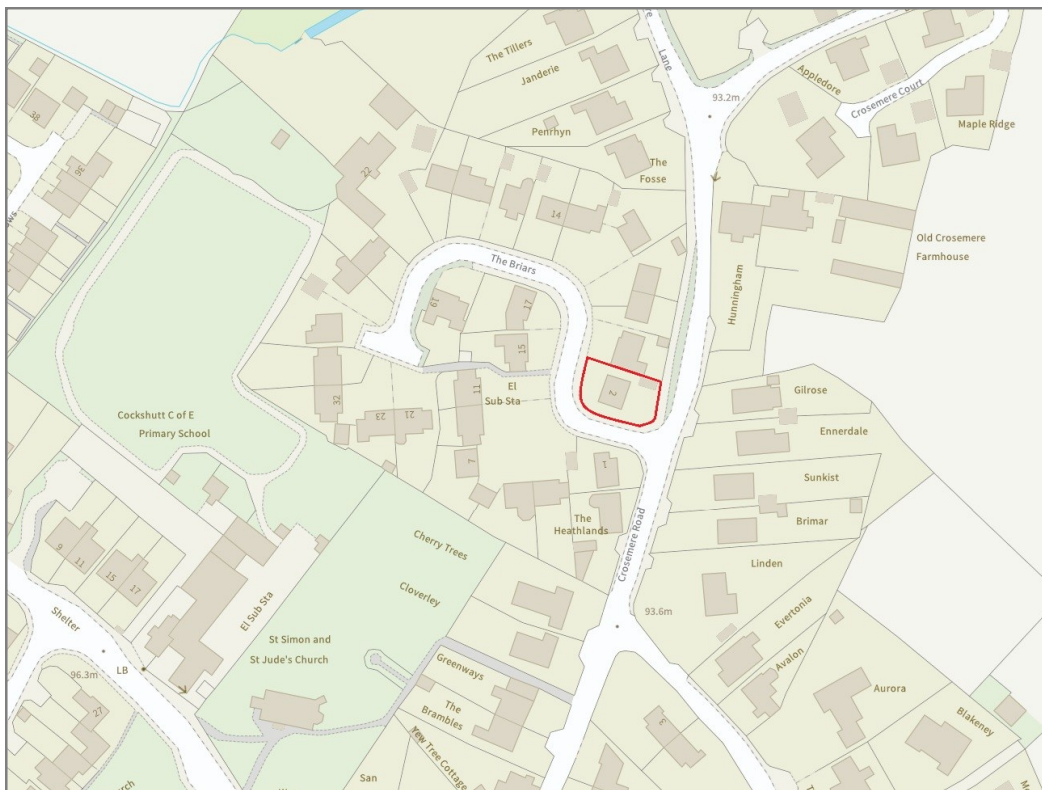 The Tillers
Janderie
Penrhyn
The
Fosse
Lane
93.2m
Appledore
Crosemere Court
Maple Ridge
38
36
22
14
The Briars
19
17
15
Hunningham
Old Crosemere
Farmhouse
El
Sub Sta
11
2
32
23
21
7
1
Cockshutt C of E
Primary School
Gilrose
Ennerdale
Sunkist
Brimar
Linden
The
Heathlands
Crosemere Road
93.6m
Evertonia
Avalon
Aurora
Blakeney
Cherry Trees
Cloverley
9
11
15
17
El Sub Sta
Shelter
LB
96.3m
St Simon and
St Jude's Church
27
Greenways
The
Brambles
Yew Tree Cottage
San
3